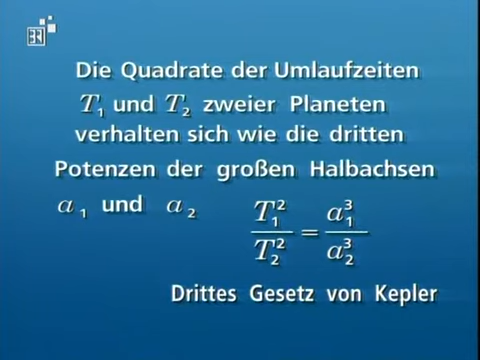 BR
Die Quadrate der Umlaufzeiten
T₁ und T₂ zweier Planeten
verhalten sich wie die dritten
Potenzen der großen Halbachsen
a₁ und a₂ T₁²/T₂² = a₁³/a₂³
Drittes Gesetz von Kepler